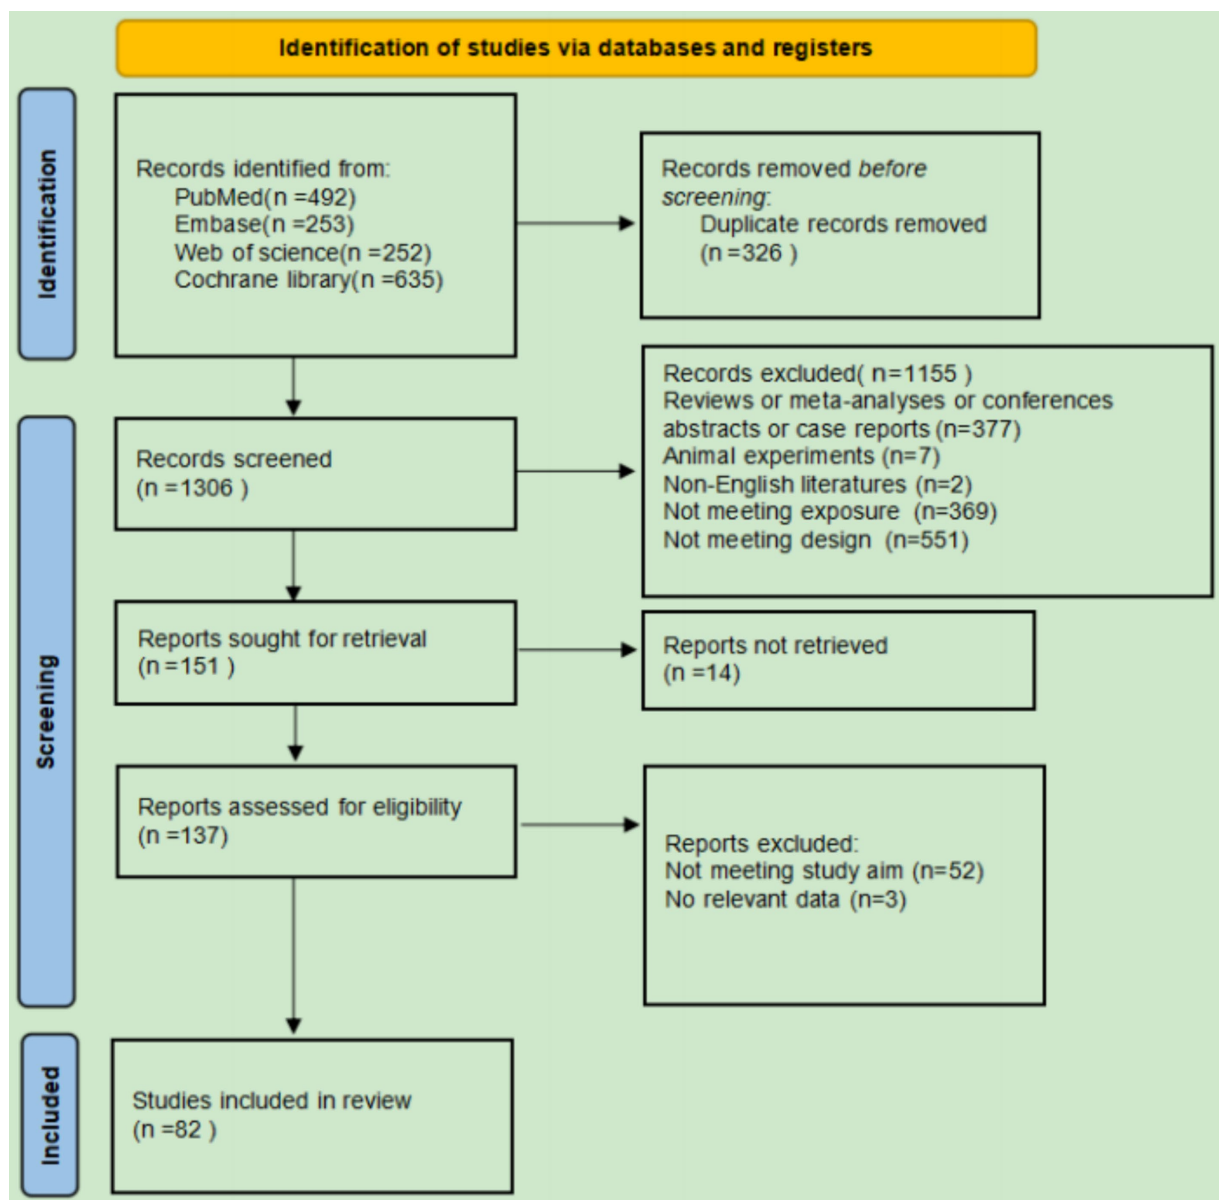 Identification of studies via databases and registers
Identification
Records identified from:
PubMed(n =492)
Embase(n =253)
Web of science(n =252)
Cochrane library(n =635)
Records removed before
screening:
Duplicate records removed
(n =326 )
Screening
Records screened
(n =1306 )
Records excluded( n=1155 )
Reviews or meta-analyses or conferences
abstracts or case reports (n=377)
Animal experiments (n=7)
Non-English literatures (n=2)
Not meeting exposure (n=369)
Not meeting design (n=551)
Reports sought for retrieval
(n =151 )
Reports not retrieved
(n =14)
Reports assessed for eligibility
(n =137)
Reports excluded:
Not meeting study aim (n=52)
No relevant data (n=3)
Included
Studies included in review
(n =82 )